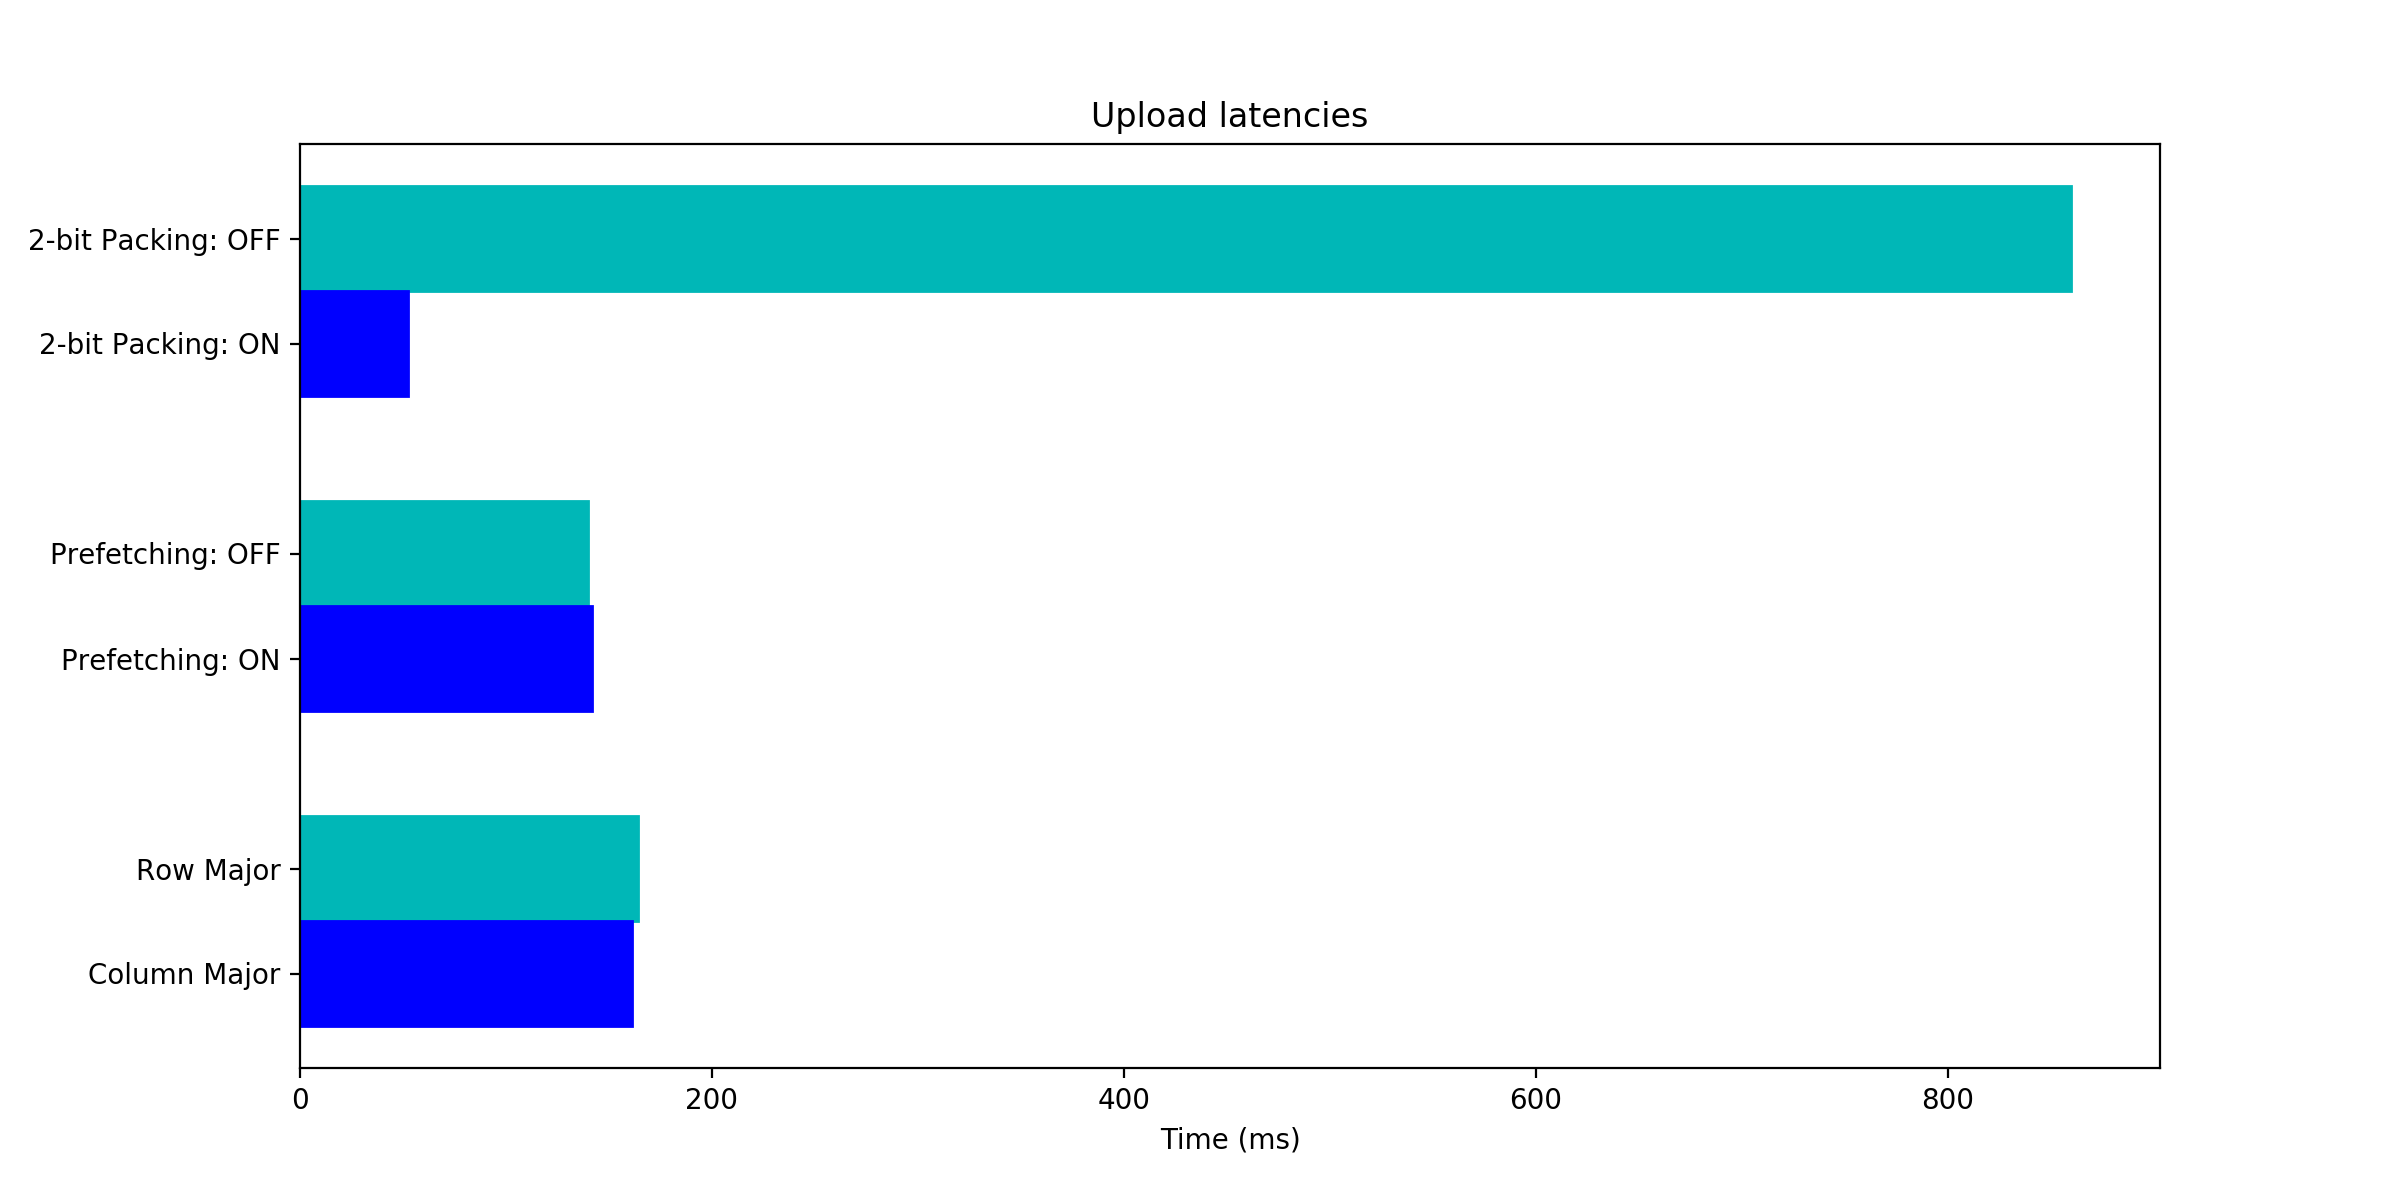 Upload latencies
2-bit Packing: OFF
2-bit Packing: ON
Prefetching: OFF
Prefetching: ON
Row Major
Column Major
0 200 400 600 800
Time (ms)